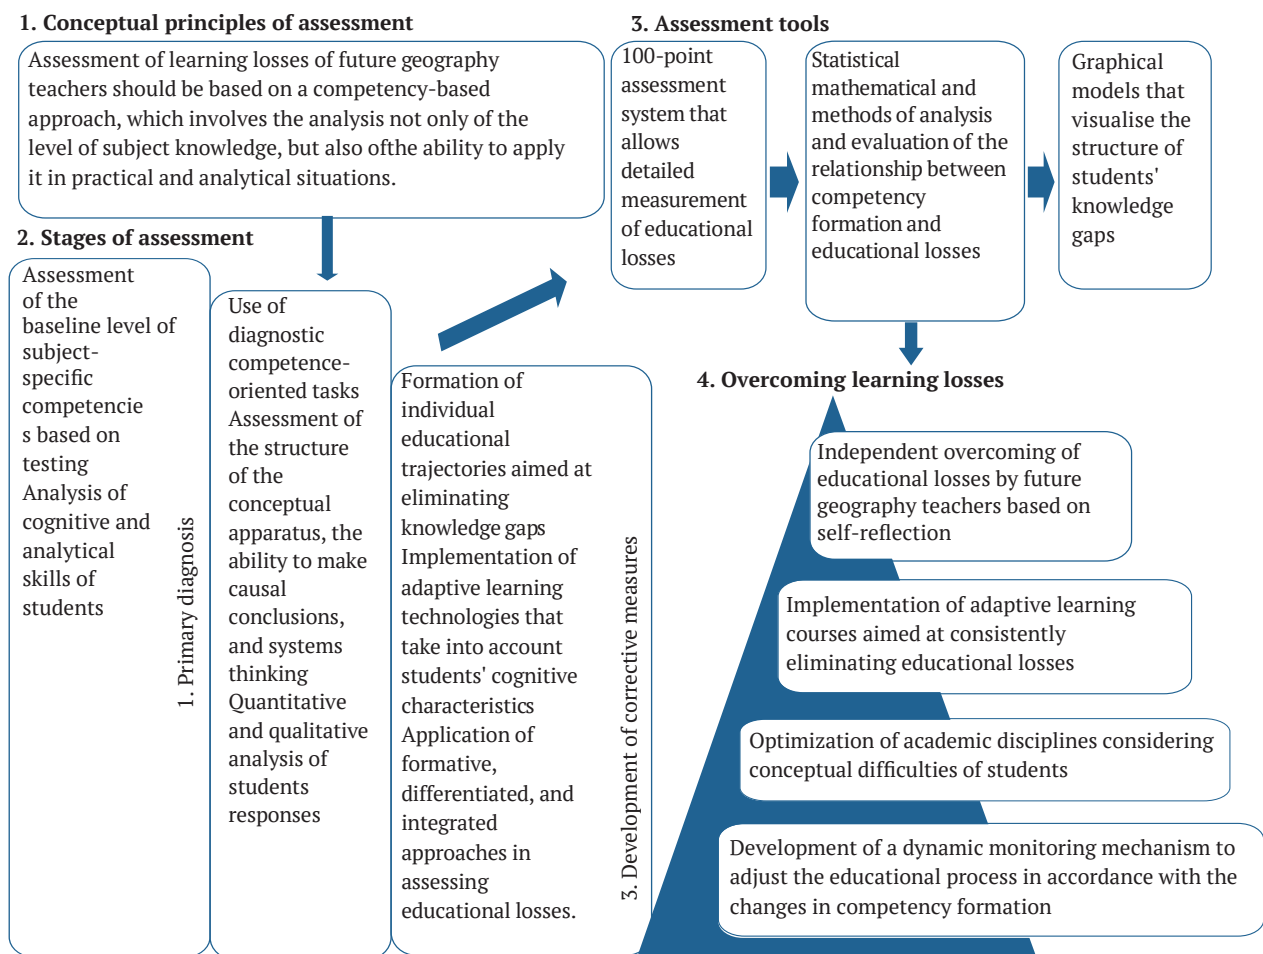 1. Conceptual principles of assessment
Assessment of learning losses of future geography
teachers should be based on a competency-based
approach, which involves the analysis not only of the
level of subject knowledge, but also ofthe ability to apply
it in practical and analytical situations.
2. Stages of assessment
Assessment
of the
baseline level of
subject-
specific
competencie
s based on
testing
Analysis of
cognitive and
analytical
skills of
students
1. Primary diagnosis
Use of
diagnostic
competence-
oriented tasks
Assessment of
the structure
of the
conceptual
apparatus, the
ability to make
causal
conclusions,
and systems
thinking
Quantitative
and qualitative
analysis of
students
responses
Formation of
individual
educational
trajectories aimed at
eliminating
knowledge gaps
Implementation of
adaptive learning
technologies that
take into account
students' cognitive
characteristics
Application of
formative,
differentiated, and
integrated
approaches in
assessing
educational losses.
3. Development of corrective measures
3. Assessment tools
100-point
assessment
system that
allows
detailed
measurement
of educational
losses
Statistical
mathematical and
methods of analysis
and evaluation of the
relationship between
competency
formation and
educational losses
Graphical
models that
visualise the
structure of
students'
knowledge
gaps
4. Overcoming learning losses
Independent overcoming of
educational losses by future
geography teachers based on
self-reflection
Implementation of adaptive learning
courses aimed at consistently
eliminating educational losses
Optimization of academic disciplines considering
conceptual difficulties of students
Development of a dynamic monitoring mechanism to
adjust the educational process in accordance with the
changes in competency formation